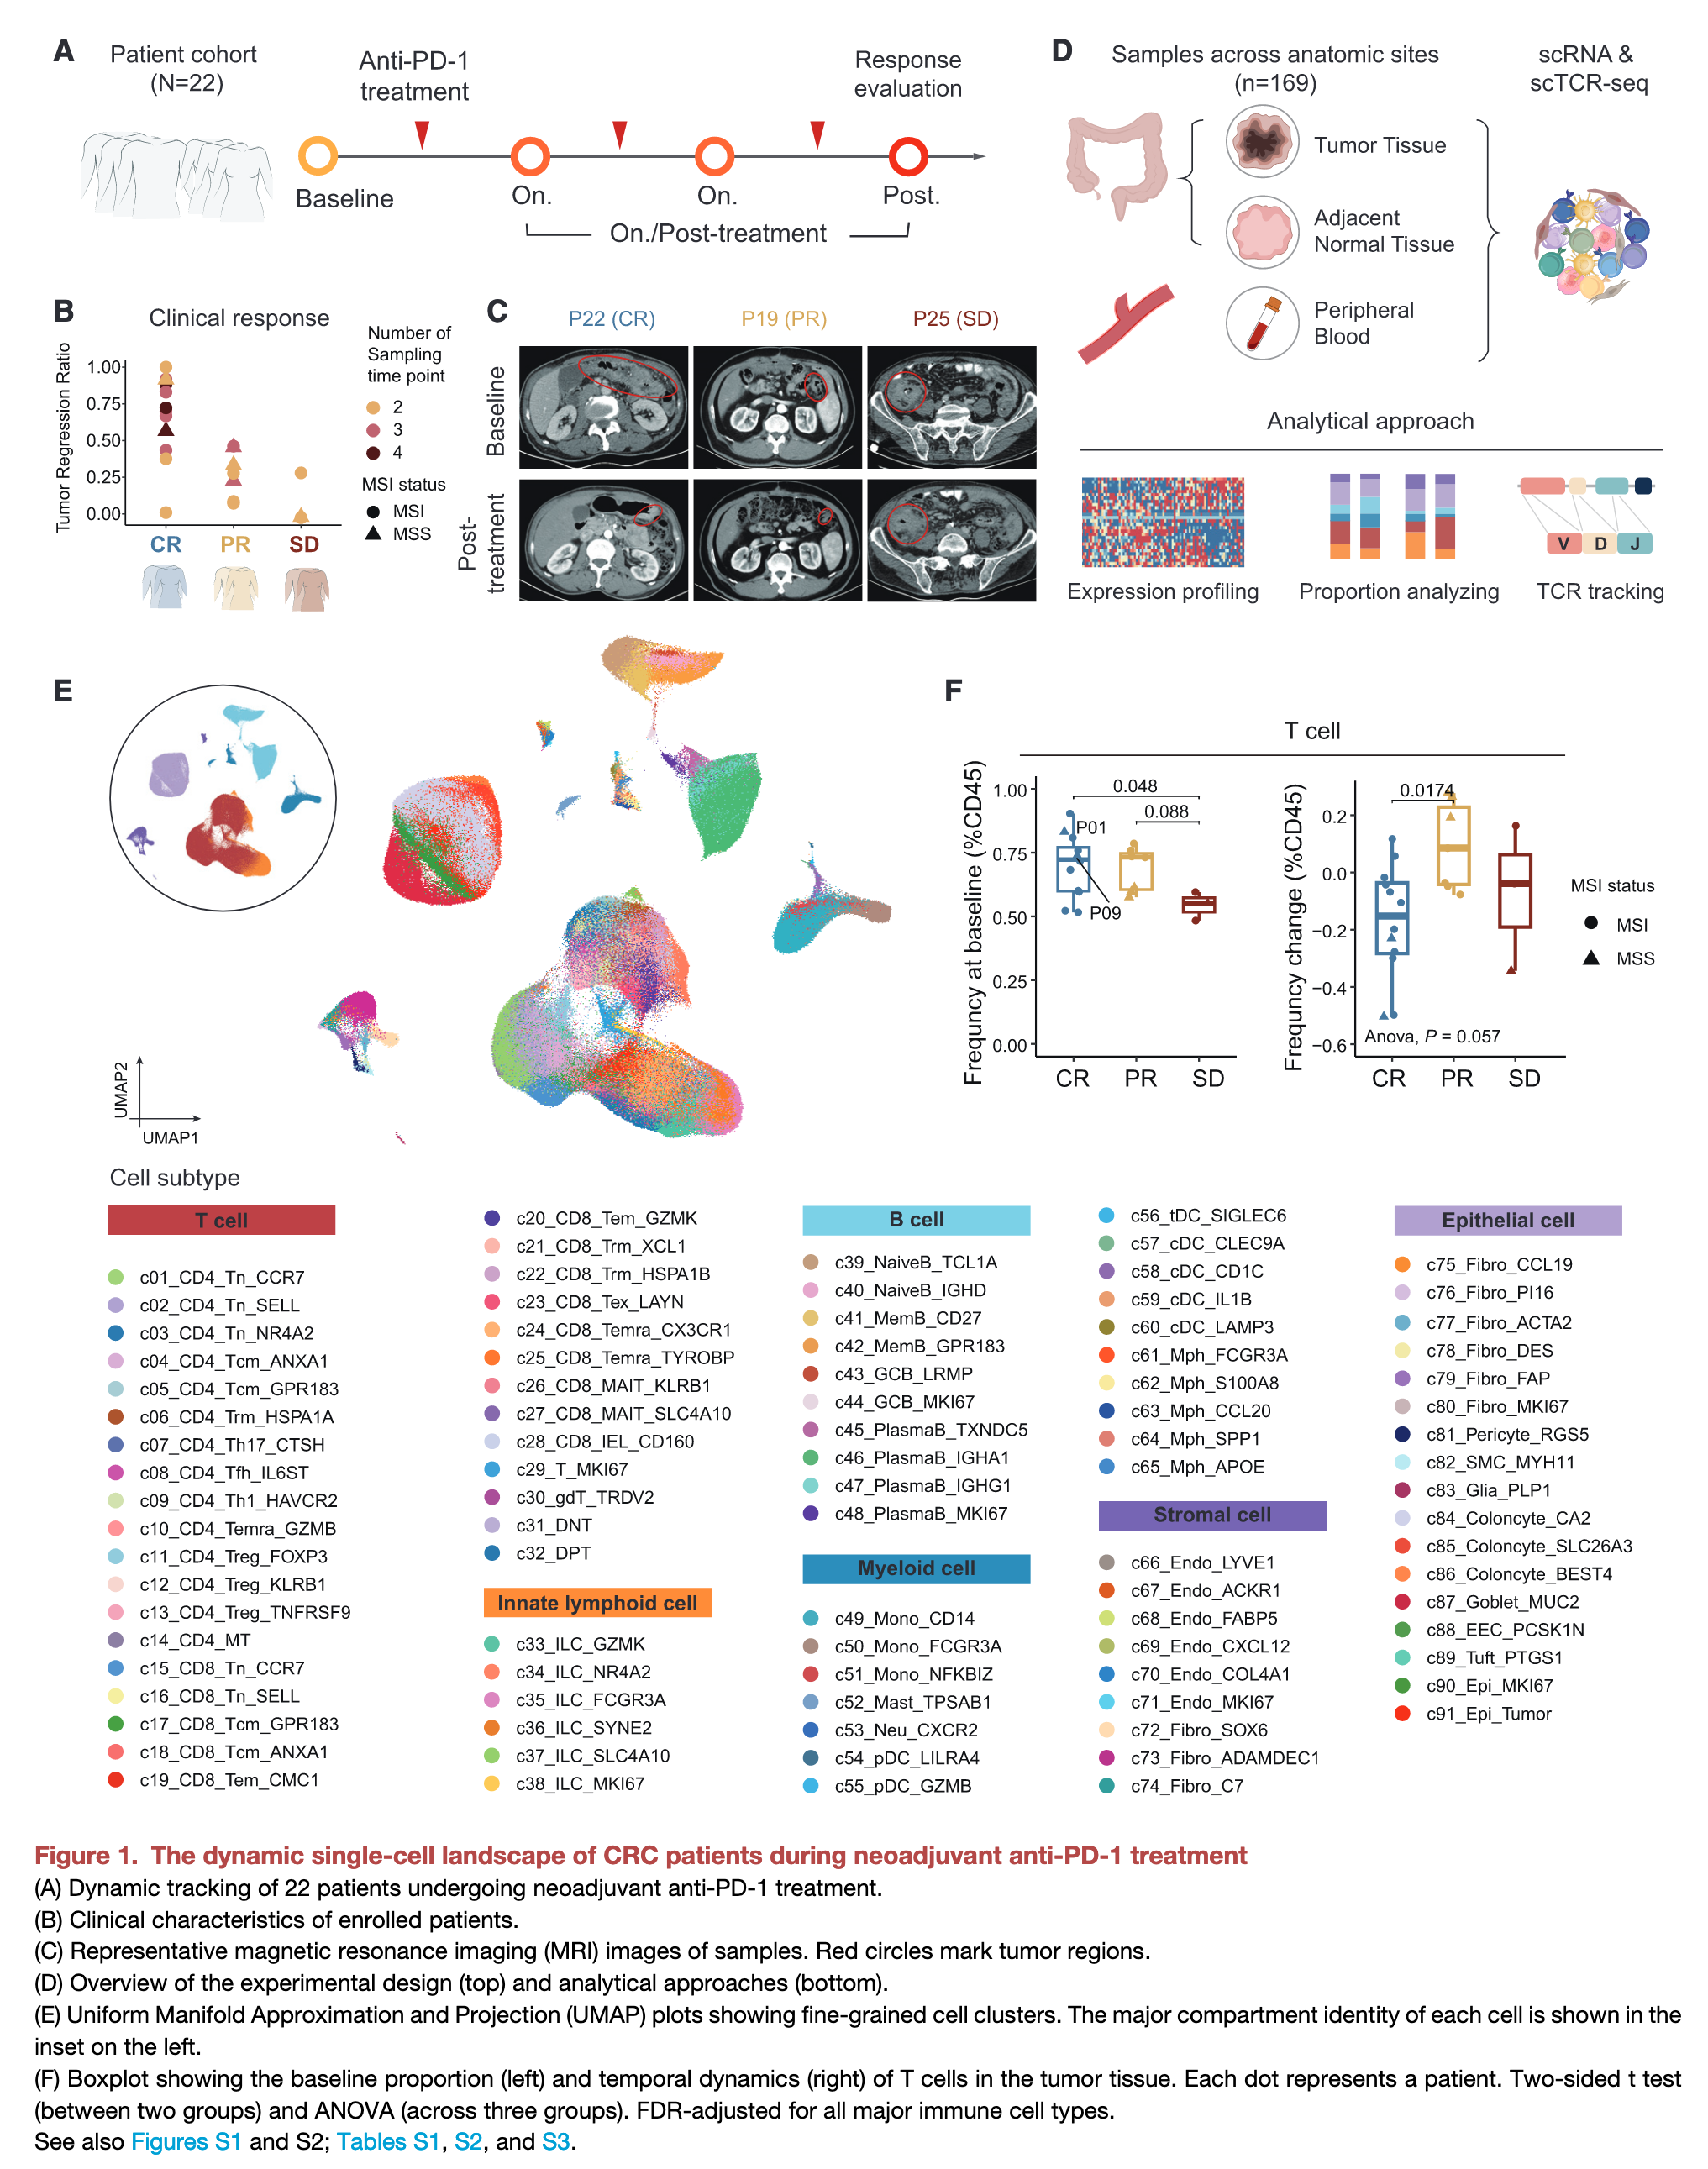 A
Patient cohort
(N=22)
Anti-PD-1
treatment
Response
evaluation
Baseline
On.
On.
Post.
On./Post-treatment
D
Samples across anatomic sites
(n=169)
scRNA &
scTCR-seq
Tumor Tissue
Adjacent
Normal Tissue
Peripheral
Blood
Analytical approach
V
D
J
Expression profiling
Proportion analyzing
TCR tracking
B
Clinical response
Tumor Regression Ratio
1.00
0.75
0.50
0.25
0.00
CR
PR
SD
Number of
Sampling
time point
2
3
4
MSI status
MSI
MSS
C
P22 (CR)
P19 (PR)
P25 (SD)
Baseline
Post-
treatment
E
UMAP2
UMAP1
F
T cell
Frequncy at baseline (%CD45)
1.00
0.75
0.50
0.25
0.00
0.048
0.088
P01
P09
CR
PR
SD
Frequncy change (%CD45)
0.2
0.0
−0.2
−0.4
−0.6
0.0174
Anova, P = 0.057
CR
PR
SD
MSI status
MSI
MSS
Cell subtype
T cell
c01_CD4_Tn_CCR7
c02_CD4_Tn_SELL
c03_CD4_Tn_NR4A2
c04_CD4_Tcm_ANXA1
c05_CD4_Tcm_GPR183
c06_CD4_Trm_HSPA1A
c07_CD4_Th17_CTSH
c08_CD4_Tfh_IL6ST
c09_CD4_Th1_HAVCR2
c10_CD4_Temra_GZMB
c11_CD4_Treg_FOXP3
c12_CD4_Treg_KLRB1
c13_CD4_Treg_TNFRSF9
c14_CD4_MT
c15_CD8_Tn_CCR7
c16_CD8_Tn_SELL
c17_CD8_Tcm_GPR183
c18_CD8_Tcm_ANXA1
c19_CD8_Tem_CMC1
c20_CD8_Tem_GZMK
c21_CD8_Trm_XCL1
c22_CD8_Trm_HSPA1B
c23_CD8_Tex_LAYN
c24_CD8_Temra_CX3CR1
c25_CD8_Temra_TYROBP
c26_CD8_MAIT_KLRB1
c27_CD8_MAIT_SLC4A10
c28_CD8_IEL_CD160
c29_T_MKI67
c30_gdT_TRDV2
c31_DNT
c32_DPT
Innate lymphoid cell
c33_ILC_GZMK
c34_ILC_NR4A2
c35_ILC_FCGR3A
c36_ILC_SYNE2
c37_ILC_SLC4A10
c38_ILC_MKI67
B cell
c39_NaiveB_TCL1A
c40_NaiveB_IGHD
c41_MemB_CD27
c42_MemB_GPR183
c43_GCB_LRMP
c44_GCB_MKI67
c45_PlasmaB_TXNDC5
c46_PlasmaB_IGHA1
c47_PlasmaB_IGHG1
c48_PlasmaB_MKI67
Myeloid cell
c49_Mono_CD14
c50_Mono_FCGR3A
c51_Mono_NFKBIZ
c52_Mast_TPSAB1
c53_Neu_CXCR2
c54_pDC_LILRA4
c55_pDC_GZMB
c56_tDC_SIGLEC6
c57_cDC_CLEC9A
c58_cDC_CD1C
c59_cDC_IL1B
c60_cDC_LAMP3
c61_Mph_FCGR3A
c62_Mph_S100A8
c63_Mph_CCL20
c64_Mph_SPP1
c65_Mph_APOE
Stromal cell
c66_Endo_LYVE1
c67_Endo_ACKR1
c68_Endo_FABP5
c69_Endo_CXCL12
c70_Endo_COL4A1
c71_Endo_MKI67
c72_Fibro_SOX6
c73_Fibro_ADAMDEC1
c74_Fibro_C7
Epithelial cell
c75_Fibro_CCL19
c76_Fibro_PI16
c77_Fibro_ACTA2
c78_Fibro_DES
c79_Fibro_FAP
c80_Fibro_MKI67
c81_Pericyte_RGS5
c82_SMC_MYH11
c83_Glia_PLP1
c84_Coloncyte_CA2
c85_Coloncyte_SLC26A3
c86_Coloncyte_BEST4
c87_Goblet_MUC2
c88_EEC_PCSK1N
c89_Tuft_PTGS1
c90_Epi_MKI67
c91_Epi_Tumor
Figure 1. The dynamic single-cell landscape of CRC patients during neoadjuvant anti-PD-1 treatment
(A) Dynamic tracking of 22 patients undergoing neoadjuvant anti-PD-1 treatment.
(B) Clinical characteristics of enrolled patients.
(C) Representative magnetic resonance imaging (MRI) images of samples. Red circles mark tumor regions.
(D) Overview of the experimental design (top) and analytical approaches (bottom).
(E) Uniform Manifold Approximation and Projection (UMAP) plots showing fine-grained cell clusters. The major compartment identity of each cell is shown in the
inset on the left.
(F) Boxplot showing the baseline proportion (left) and temporal dynamics (right) of T cells in the tumor tissue. Each dot represents a patient. Two-sided t test
(between two groups) and ANOVA (across three groups). FDR-adjusted for all major immune cell types.
See also Figures S1 and S2; Tables S1, S2, and S3.